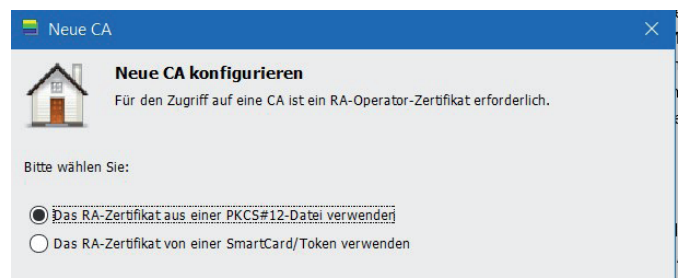 Neue CA
Neue CA konfigurieren
Für den Zugriff auf eine CA ist ein RA-Operator-Zertifikat erforderlich.
Bitte wählen Sie:
Das RA-Zertifikat aus einer PKCS#12-Datei verwenden
Das RA-Zertifikat von einer SmartCard/Token verwenden